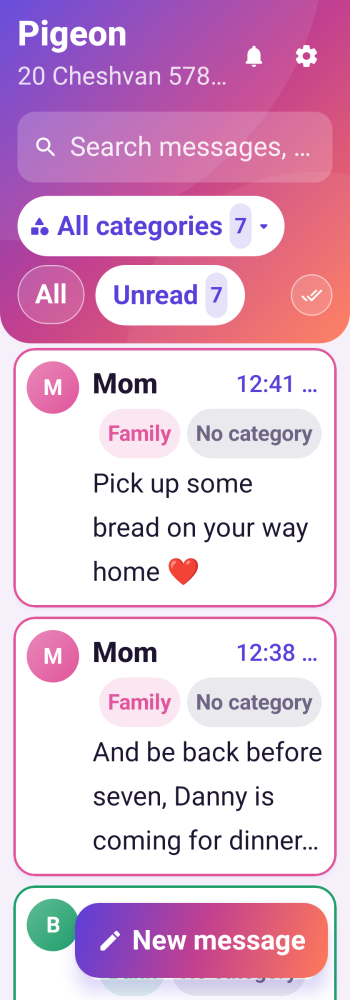 Pigeon
20 Cheshvan 578...
Search messages, ...
All categories 7
All
Unread 7
M
Mom
12:41 ...
Family
No category
Pick up some
bread on your way
home ❤️
M
Mom
12:38 ...
Family
No category
And be back before
seven, Danny is
coming for dinner...
B
New message